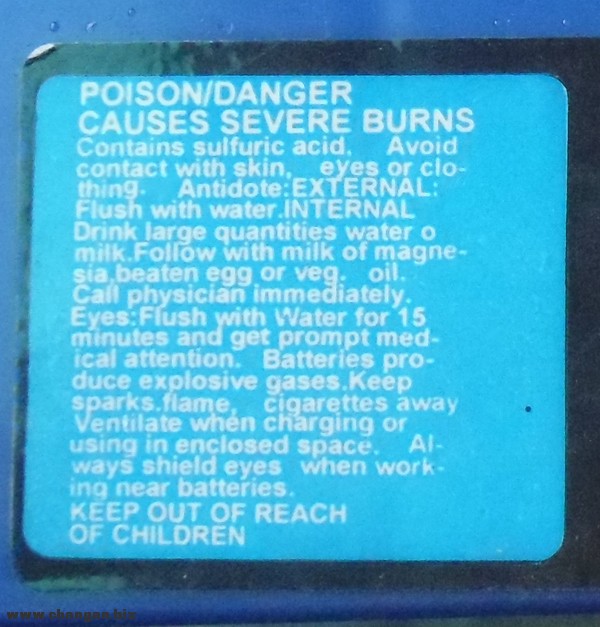 POISON/DANGER
CAUSES SEVERE BURNS
Contains sulfuric acid, Avoid
contact with skin, eyes or clo-
thing. Antidote:EXTERNAL:
Flush with water.INTERNAL
Drink large quantities water o
milk.Follow with milk of magne-
sia,beaten egg or veg. oil.
Call physician immediately.
Eyes:Flush with Water for 15
minutes and get prompt med-
ical attention. Batteries pro-
duce explosive gases.Keep
sparks.flame, cigarettes away
Ventilate when charging or
using in enclosed space. Al-
ways shield eyes when work-
ing near batteries.
KEEP OUT OF REACH
OF CHILDREN